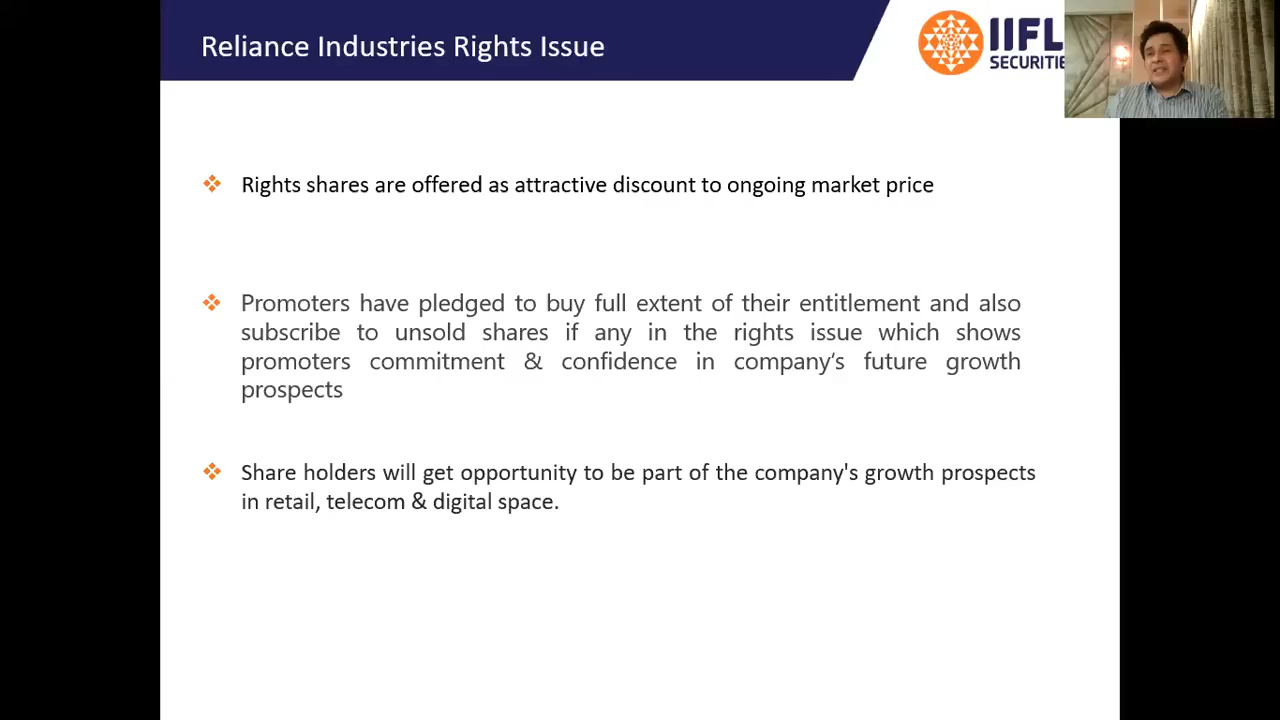 Reliance Industries Rights Issue
IIFL
SECURITIE
❖ Rights shares are offered as attractive discount to ongoing market price
❖ Promoters have pledged to buy full extent of their entitlement and also
subscribe to unsold shares if any in the rights issue which shows
promoters commitment & confidence in company‘s future growth
prospects
❖ Share holders will get opportunity to be part of the company's growth prospects
in retail, telecom & digital space.